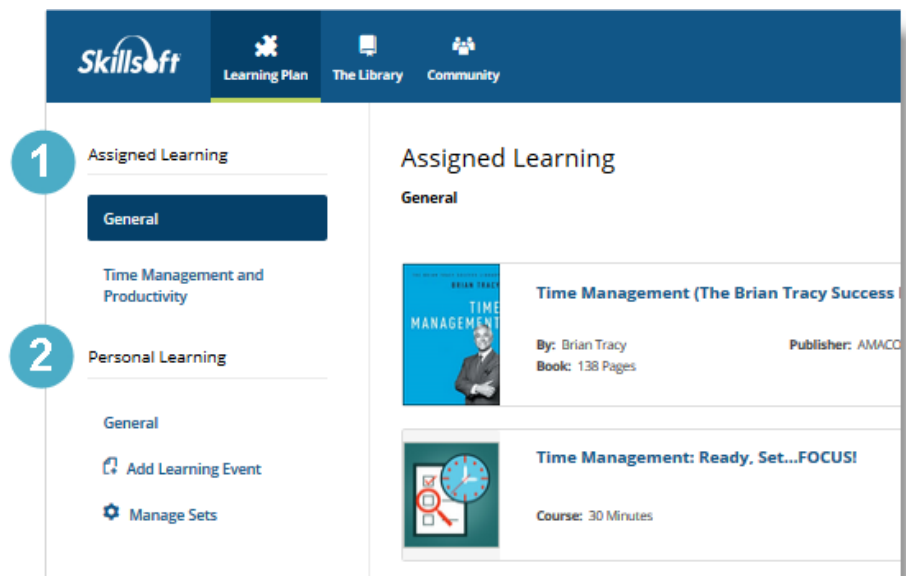 Skillsoft
Learning Plan
The Library
Community
1
Assigned Learning
General
Time Management and
Productivity
2
Personal Learning
General
Add Learning Event
Manage Sets
Assigned Learning
General
BRIAN TRACY
TIME
MANAGEMENT
Time Management (The Brian Tracy Success
By: Brian Tracy
Publisher: AMACO
Book: 138 Pages
Time Management: Ready, Set...FOCUS!
Course: 30 Minutes